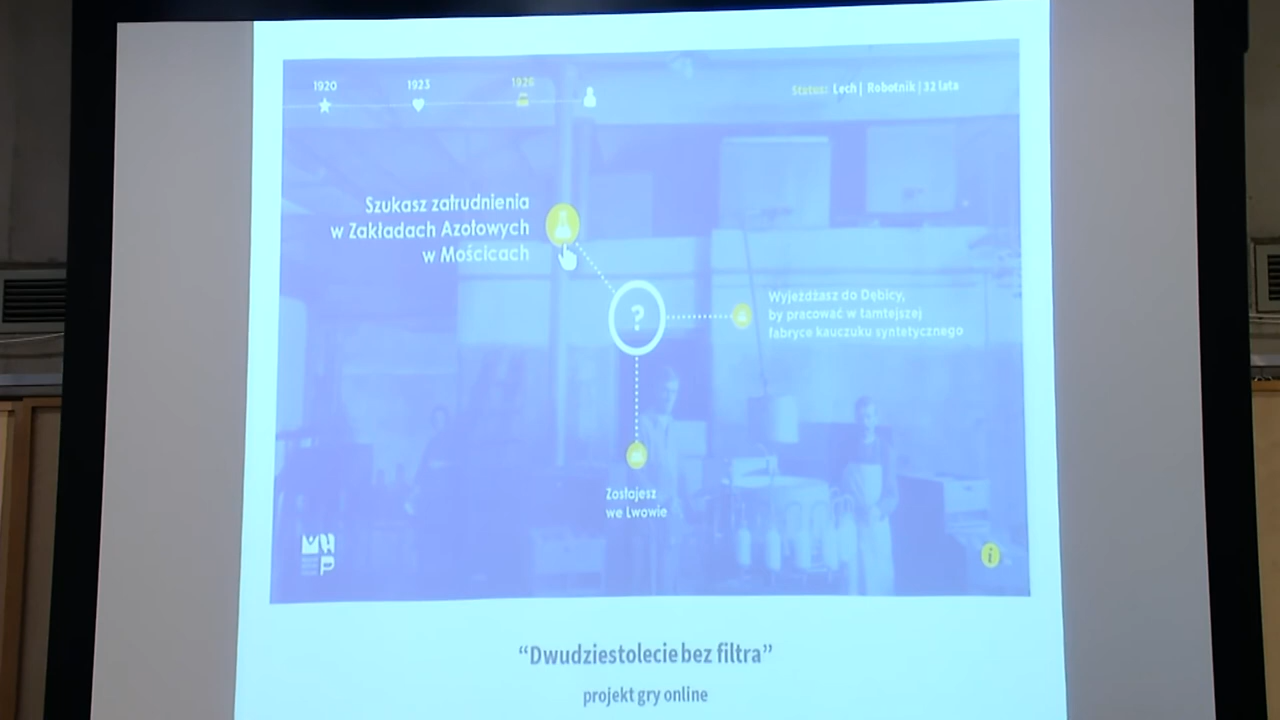 1920 1923 1926
Status: Lech | Robotnik | 32 lata
Szukasz zatrudnienia
w Zakładach Azotowych
w Mościcach
?
Wyjeżdżasz do Dębicy,
by pracować w tamtejszej
fabryce kauczuku syntetycznego
Zostajesz
we Lwowie
i
“Dwudziestolecie bez filtra”
projekt gry online